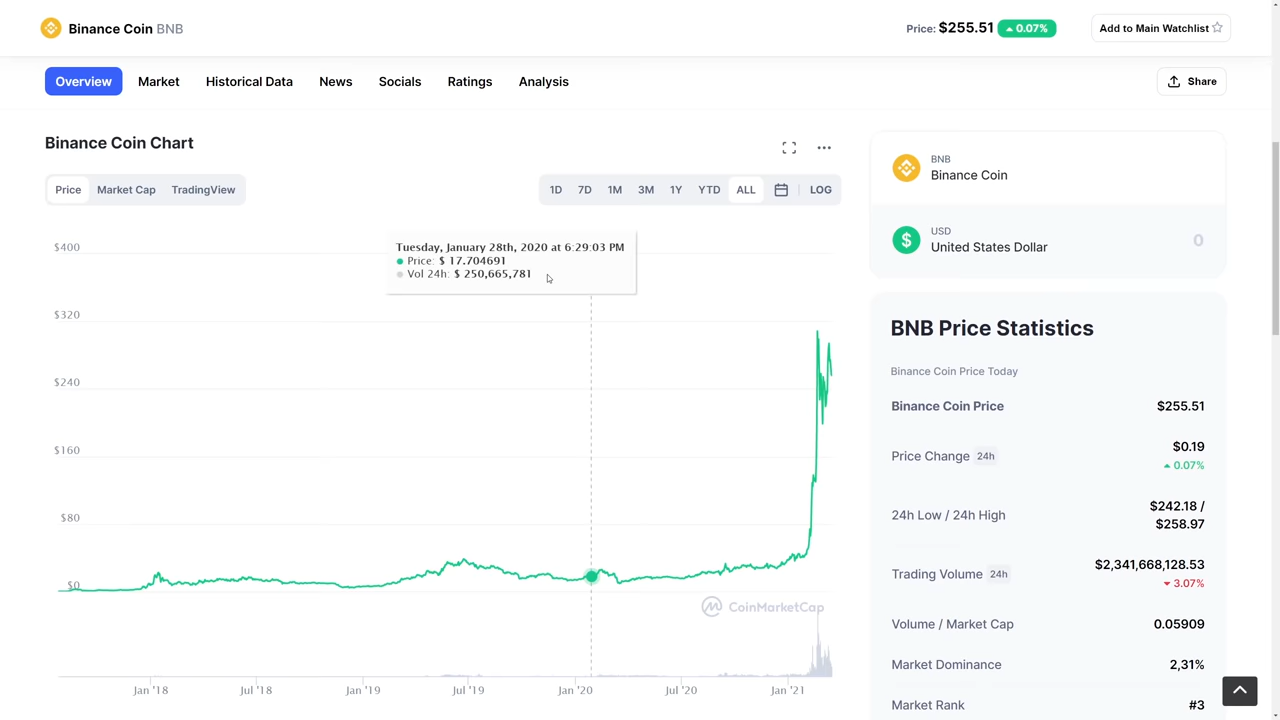 Binance Coin BNB
Price: $255.51 0.07%
Add to Main Watchlist
Overview Market Historical Data News Socials Ratings Analysis
Share
Binance Coin Chart
Price Market Cap TradingView
1D 7D 1M 3M 1Y YTD ALL LOG
Tuesday, January 28th, 2020 at 6:29:03 PM
Price: $ 17.704691
Vol 24h: $ 250,665,781
$400
$320
$240
$160
$80
$0
CoinMarketCap
Jan '18 Jul '18 Jan '19 Jul '19 Jan '20 Jul '20 Jan '21
BNB
Binance Coin
$
USD
United States Dollar
0
BNB Price Statistics
Binance Coin Price Today
Binance Coin Price $255.51
Price Change 24h $0.19
0.07%
24h Low / 24h High $242.18 /
$258.97
Trading Volume 24h $2,341,668,128.53
3.07%
Volume / Market Cap 0.05909
Market Dominance 2,31%
Market Rank #3